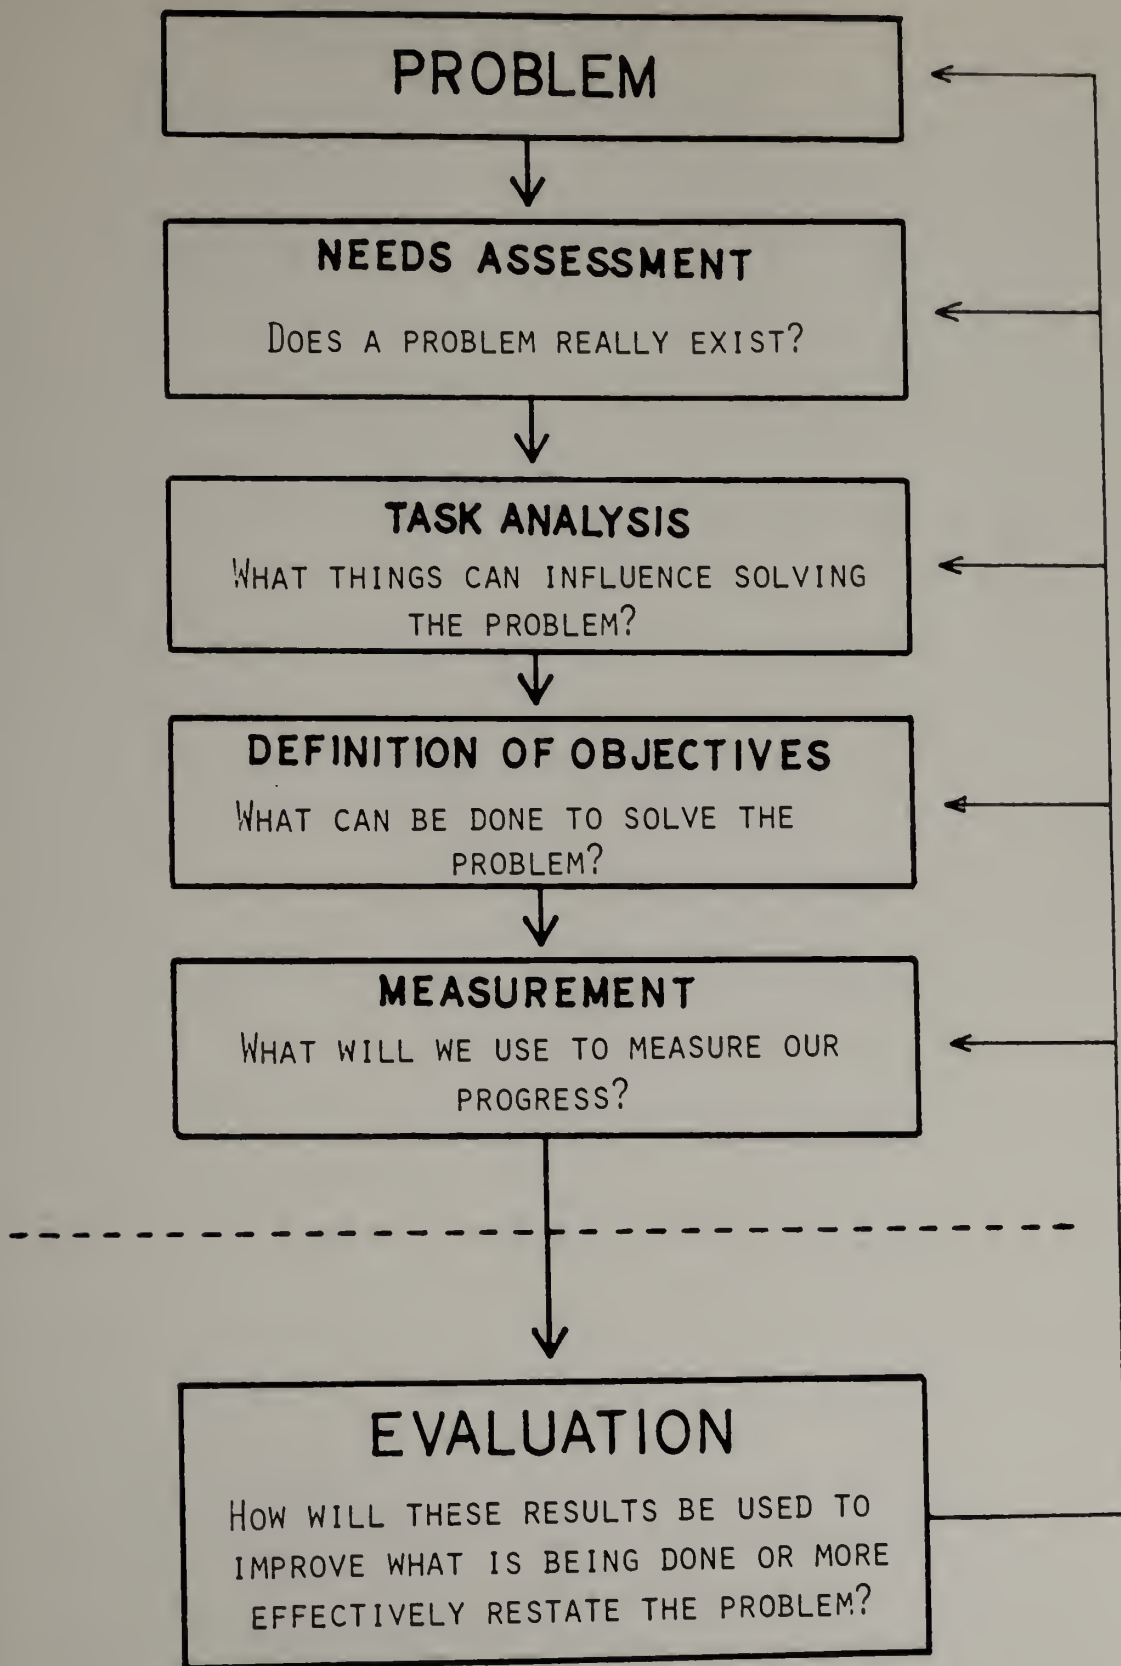 PROBLEM
NEEDS ASSESSMENT
DOES A PROBLEM REALLY EXIST?
TASK ANALYSIS
WHAT THINGS CAN INFLUENCE SOLVING
THE PROBLEM?
DEFINITION OF OBJECTIVES
WHAT CAN BE DONE TO SOLVE THE
PROBLEM?
MEASUREMENT
WHAT WILL WE USE TO MEASURE OUR
PROGRESS?
EVALUATION
HOW WILL THESE RESULTS BE USED TO
IMPROVE WHAT IS BEING DONE OR MORE
EFFECTIVELY RESTATE THE PROBLEM?